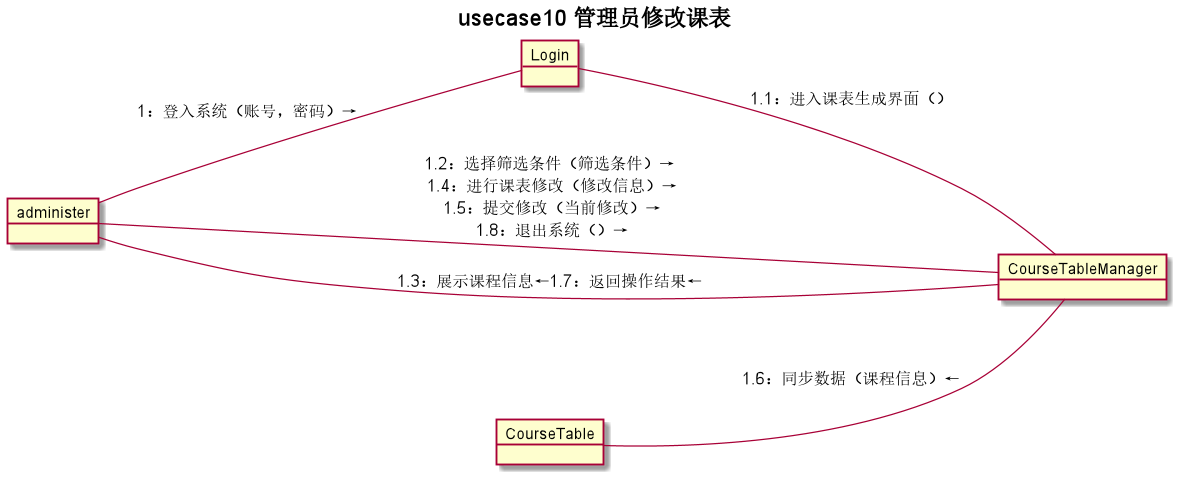 usecase10 管理员修改课表
Login
1：登入系统（账号，密码）→
1.1：进入课表生成界面（）
1.2：选择筛选条件（筛选条件）→
1.4：进行课表修改（修改信息）→
1.5：提交修改（当前修改）→
1.8：退出系统（）→
administer
CourseTableManager
1.3：展示课程信息←1.7：返回操作结果←
1.6：同步数据（课程信息）←
CourseTable